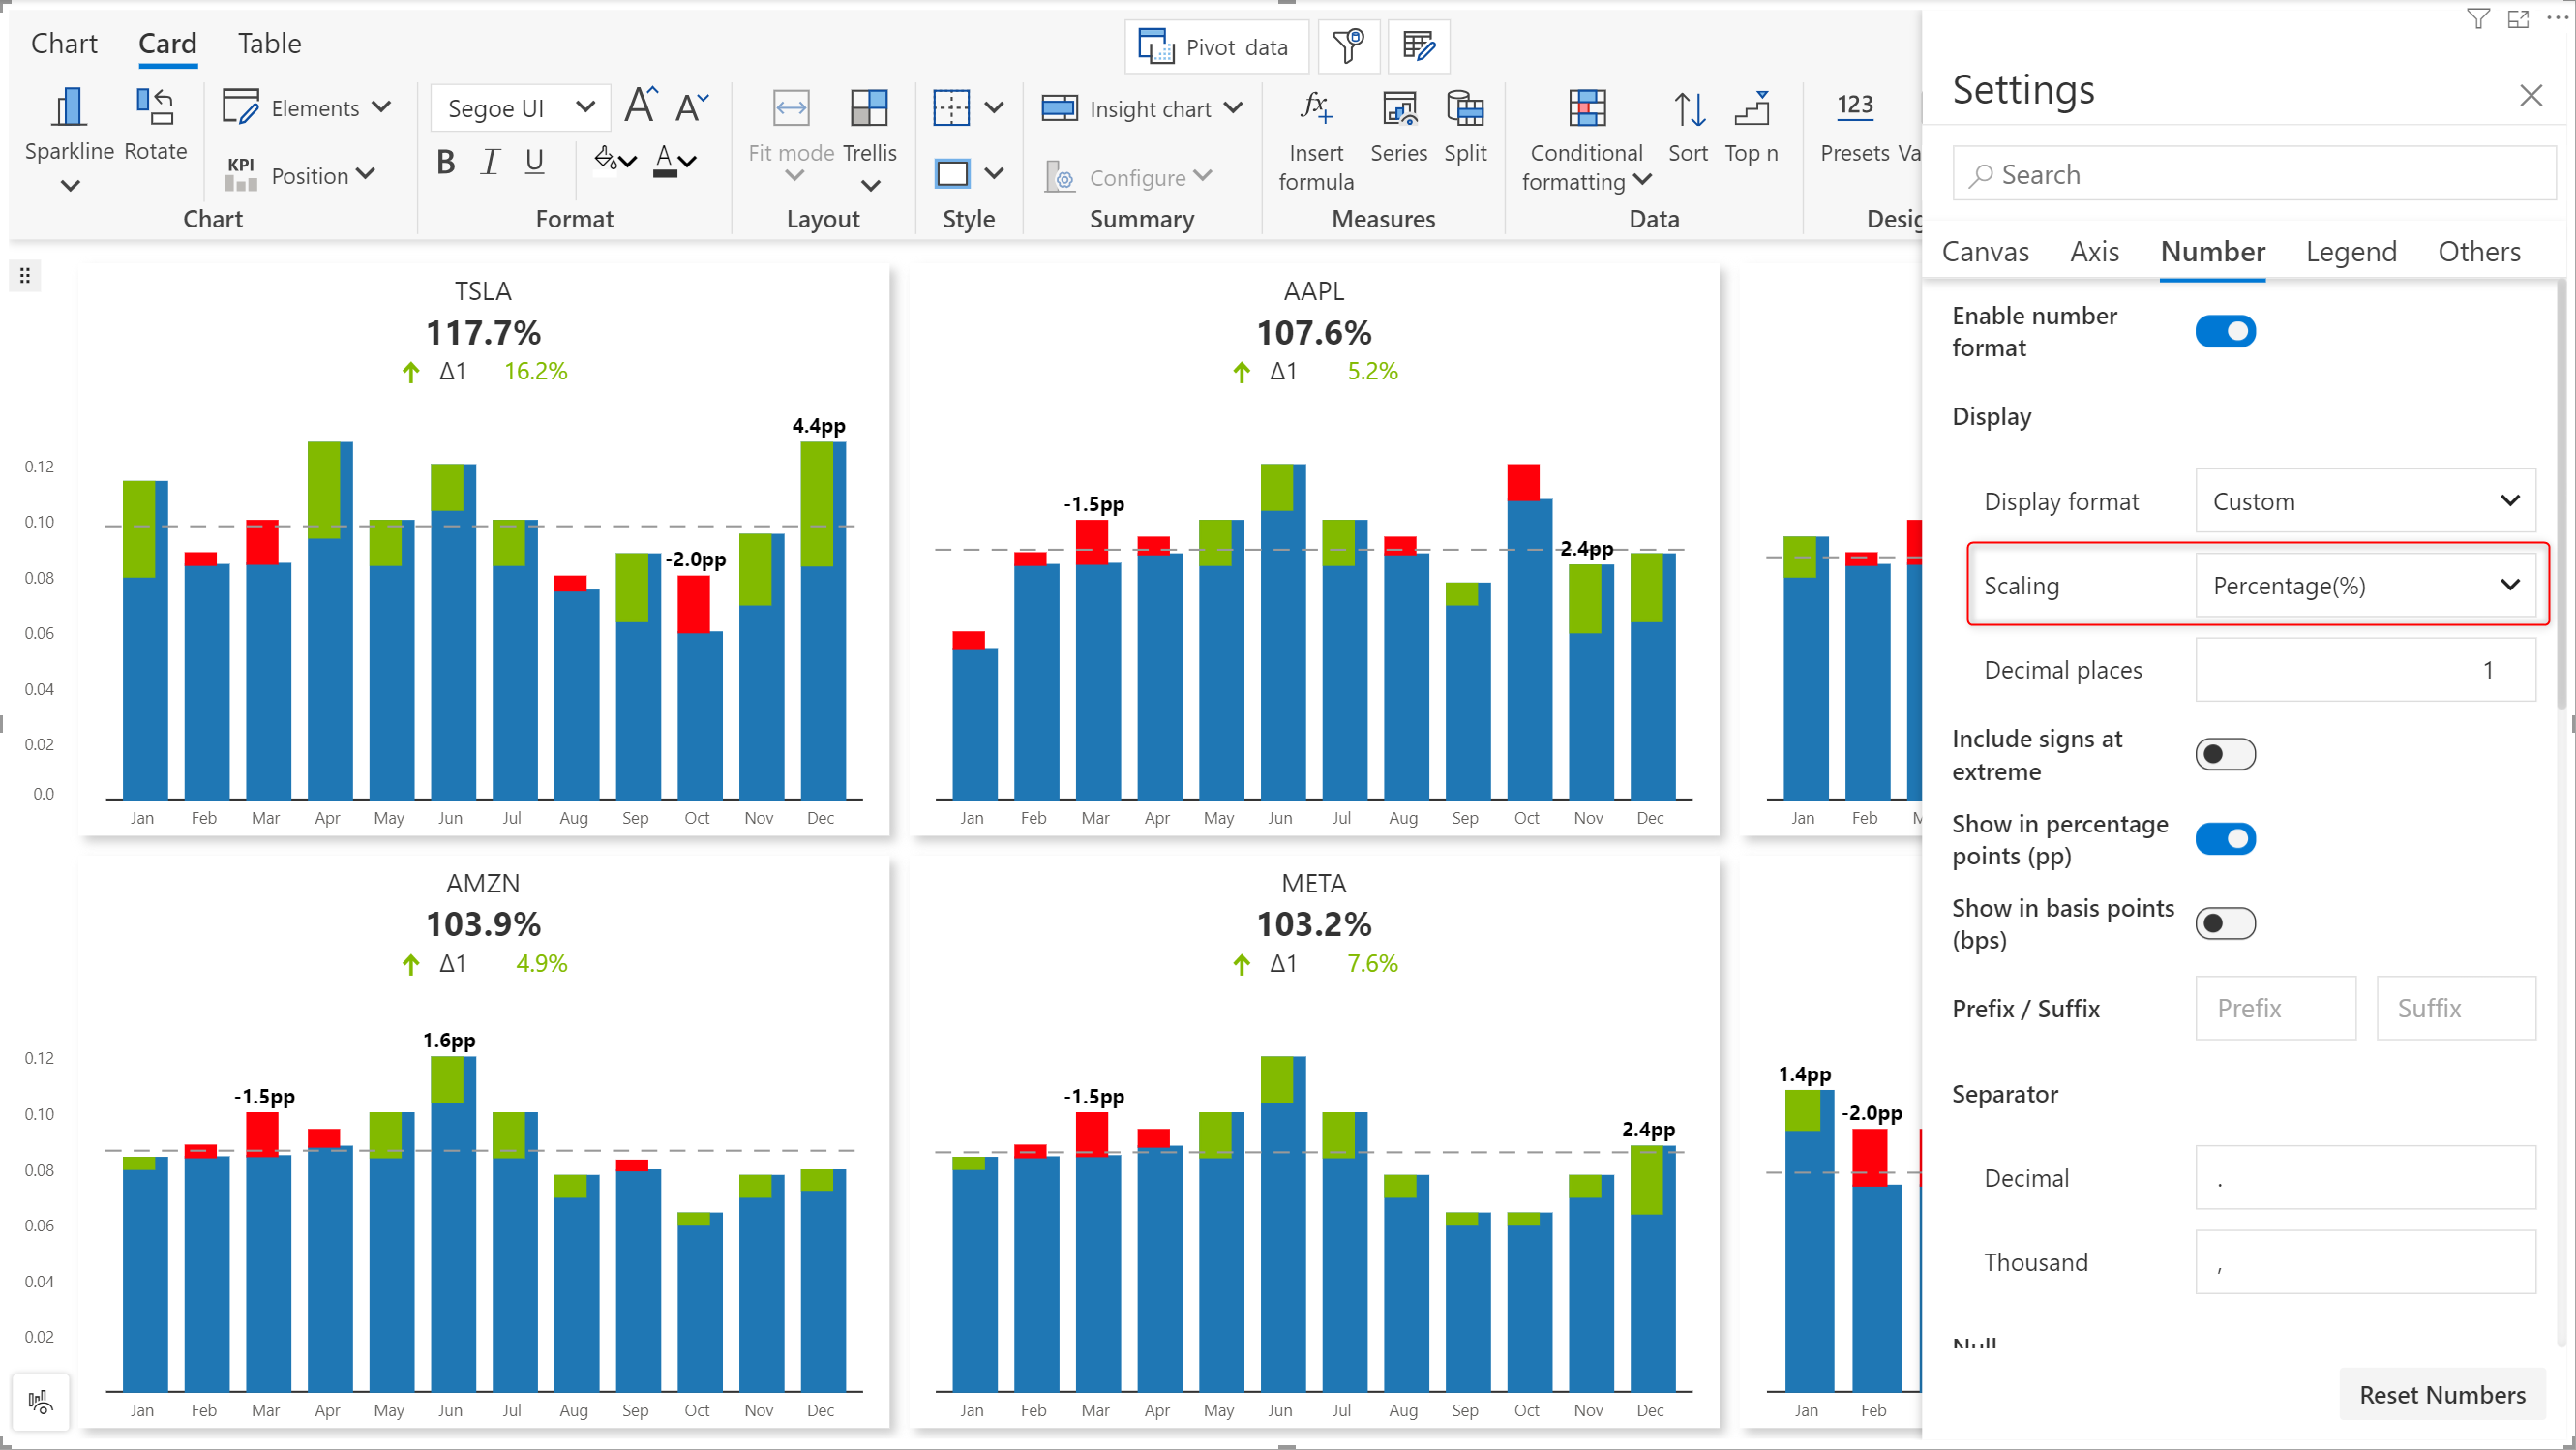 Chart Card Table
Pivot data
Sparkline Rotate
Elements
KPI Position
Chart
Segoe UI A A
B I U A
Format
Fit mode Trellis
Layout
Style
Insight chart
Configure
Summary
fx
Insert formula
Series Split
Measures
Conditional formatting
Sort Top n
Data
123
Presets Va
Desig
Settings
Search
Canvas Axis Number Legend Others
Enable number
format
Display
Display format Custom
Scaling Percentage(%)
Decimal places 1
Include signs at
extreme
Show in percentage
points (pp)
Show in basis points
(bps)
Prefix / Suffix Prefix Suffix
Separator
Decimal .
Thousand ,
Null
Reset Numbers
TSLA
117.7%
Δ1 16.2%
4.4pp
-2.0pp
0.12
0.10
0.08
0.06
0.04
0.02
0.0
Jan Feb Mar Apr May Jun Jul Aug Sep Oct Nov Dec
AAPL
107.6%
Δ1 5.2%
-1.5pp
2.4pp
Jan Feb Mar Apr May Jun Jul Aug Sep Oct Nov Dec
Jan Feb M
AMZN
103.9%
Δ1 4.9%
1.6pp
-1.5pp
0.12
0.10
0.08
0.06
0.04
0.02
Jan Feb Mar Apr May Jun Jul Aug Sep Oct Nov Dec
META
103.2%
Δ1 7.6%
-1.5pp
2.4pp
Jan Feb Mar Apr May Jun Jul Aug Sep Oct Nov Dec
1.4pp
-2.0pp
Jan Feb